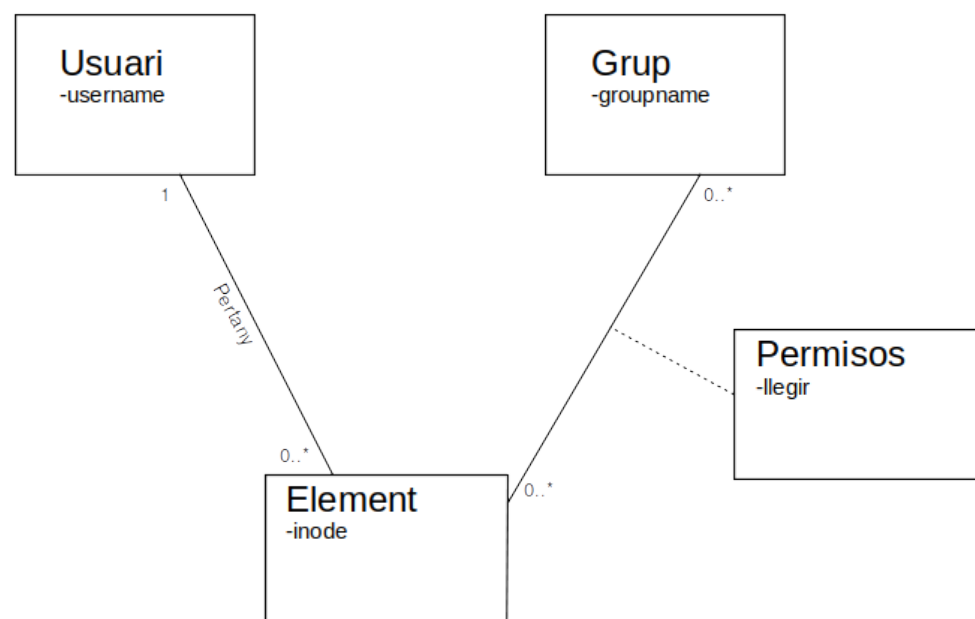 Usuari
-username
Grup
-groupname
1
0..*
Pertany
Permisos
-llegir
0..*
0..*
Element
-inode